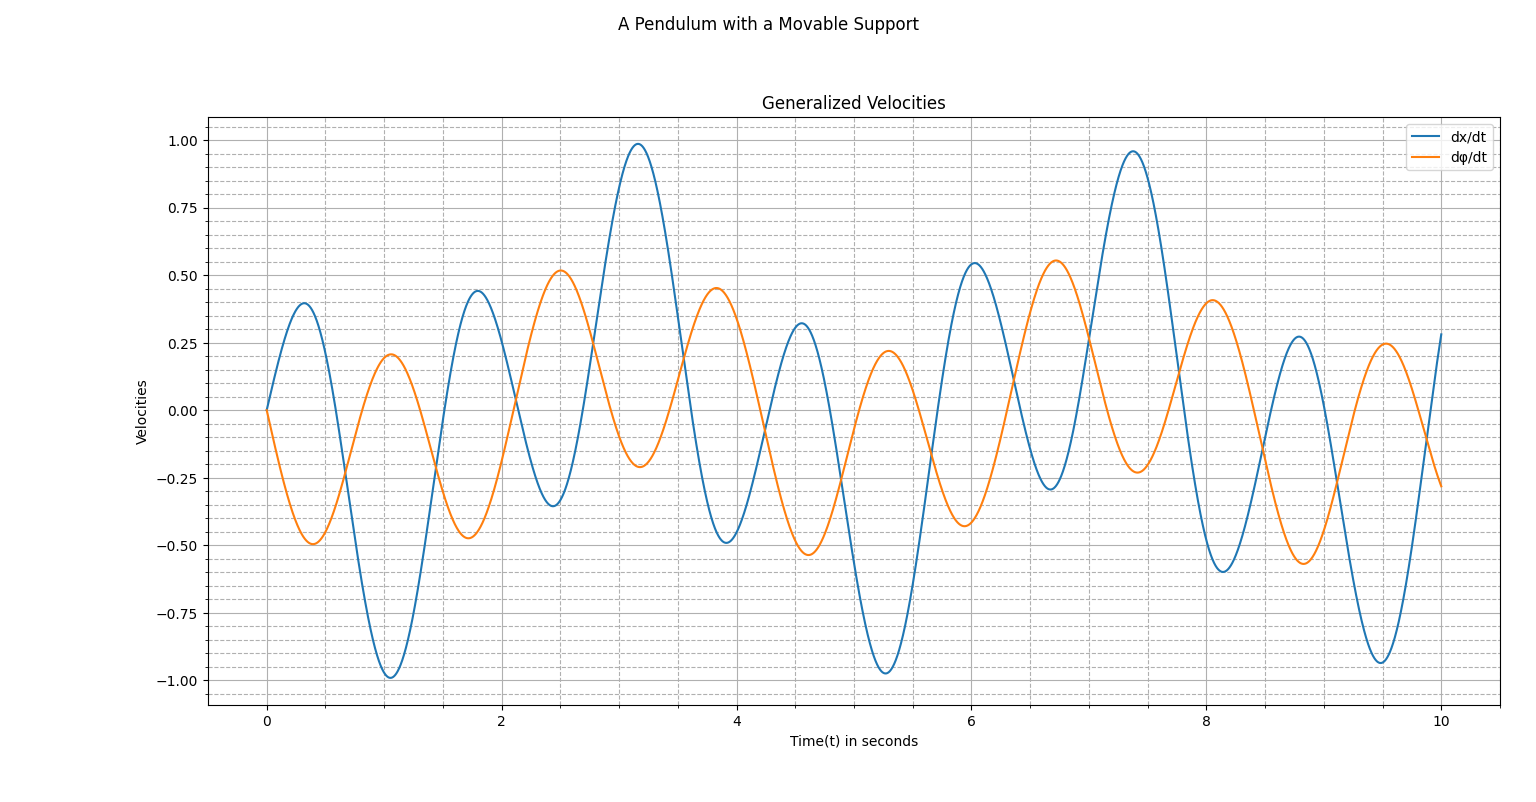 A Pendulum with a Movable Support
Generalized Velocities
dx/dt
dφ/dt
1.00
0.75
0.50
0.25
0.00
−0.25
−0.50
−0.75
−1.00
Velocities
0 2 4 6 8 10
Time(t) in seconds